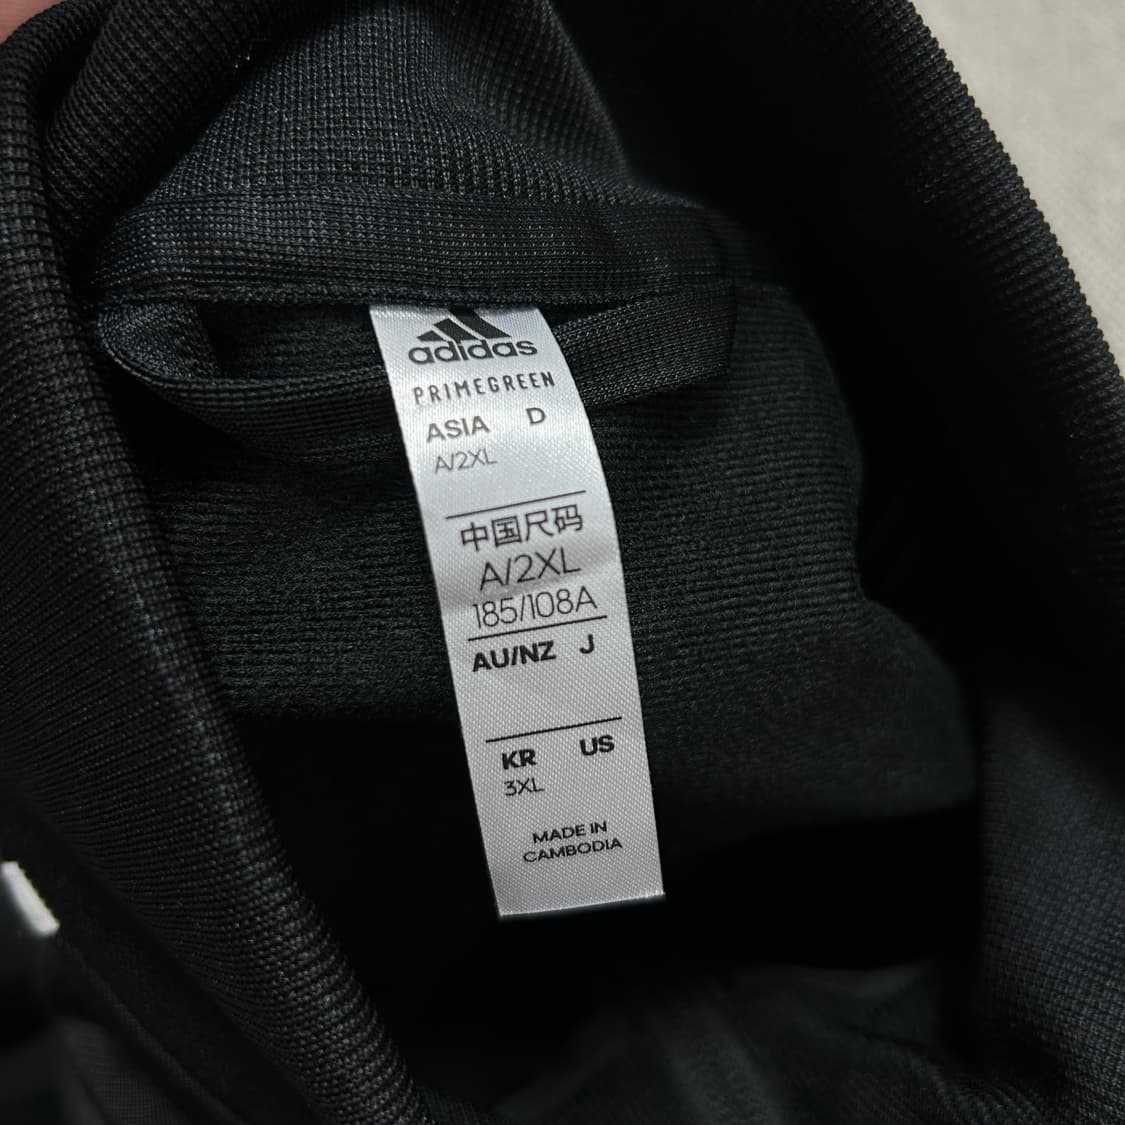 adidas
PRIMEGREEN
ASIA D
A/2XL
中国尺码
A/2XL
185/108A
AU/NZ J
KR US
3XL
MADE IN
CAMBODIA